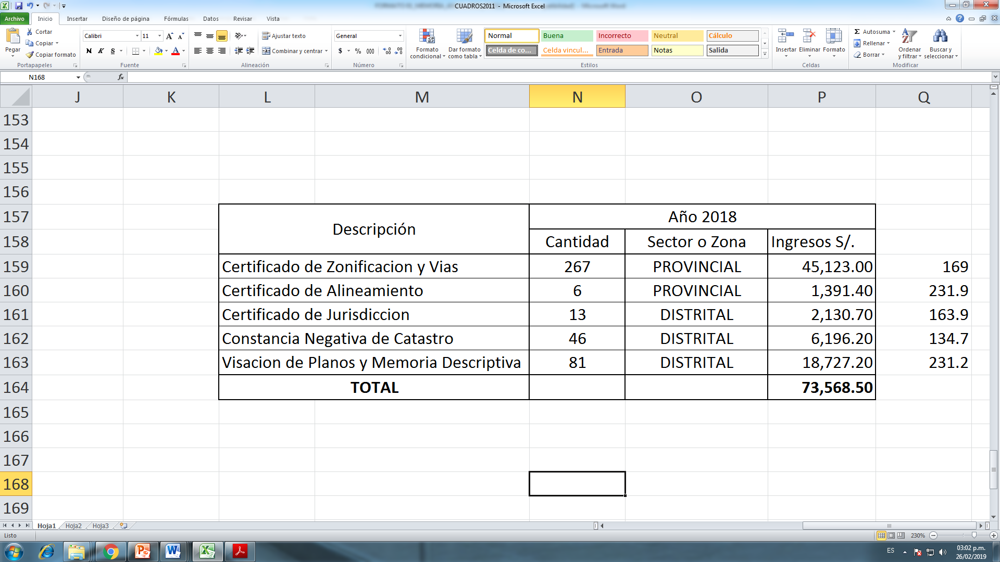 CUADROS2011 - Microsoft Excel
Archivo Inicio Insertar Diseño de página Fórmulas Datos Revisar Vista
Pegar
Cortar
Copiar
Copiar formato
Portapapeles
Calibri 11
N K S
Fuente
Ajustar texto
Combinar y centrar
Alineación
General
$ % 000
Número
Formato condicional
Dar formato como tabla
Normal Buena Incorrecto Neutral Cálculo
Celda de co... Celda vincul... Entrada Notas Salida
Estilos
Insertar Eliminar Formato
Celdas
Σ Autosuma
Rellenar
Borrar
Ordenar y filtrar
Buscar y seleccionar
Modificar
N168 fx
J K L M N O P Q
153
154
155
156
157 Descripción Año 2018
158 Cantidad Sector o Zona Ingresos S/.
159 Certificado de Zonificacion y Vias 267 PROVINCIAL 45,123.00 169
160 Certificado de Alineamiento 6 PROVINCIAL 1,391.40 231.9
161 Certificado de Jurisdiccion 13 DISTRITAL 2,130.70 163.9
162 Constancia Negativa de Catastro 46 DISTRITAL 6,196.20 134.7
163 Visacion de Planos y Memoria Descriptiva 81 DISTRITAL 18,727.20 231.2
164 TOTAL 73,568.50
165
166
167
168
169
Hoja1 Hoja2 Hoja3
Listo 230%
ES 03:02 p.m.
26/02/2019